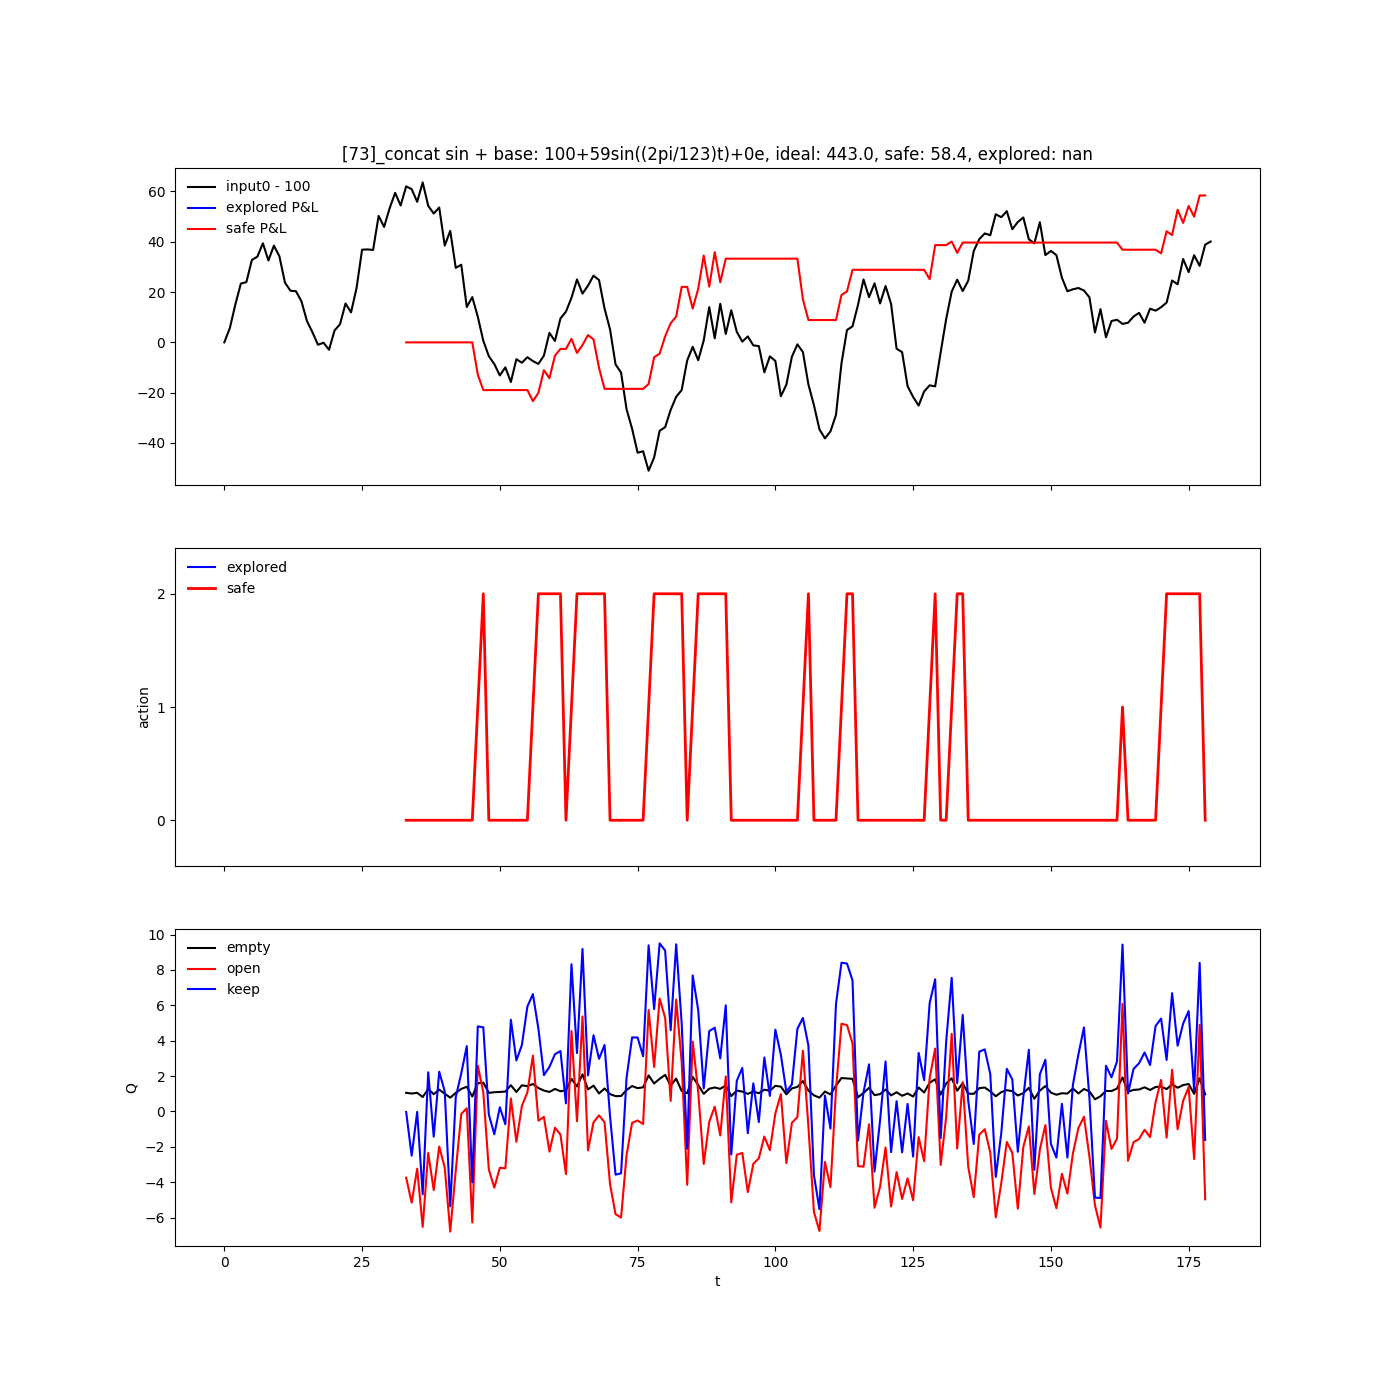 [73]_concat sin + base: 100+59sin((2pi/123)t)+0e, ideal: 443.0, safe: 58.4, explored: nan
input0 - 100
explored P&L
safe P&L
60
40
20
0
−20
−40
explored
safe
2
1
0
action
empty
open
keep
10
8
6
4
2
0
−2
−4
−6
Q
0 25 50 75 100 125 150 175
t